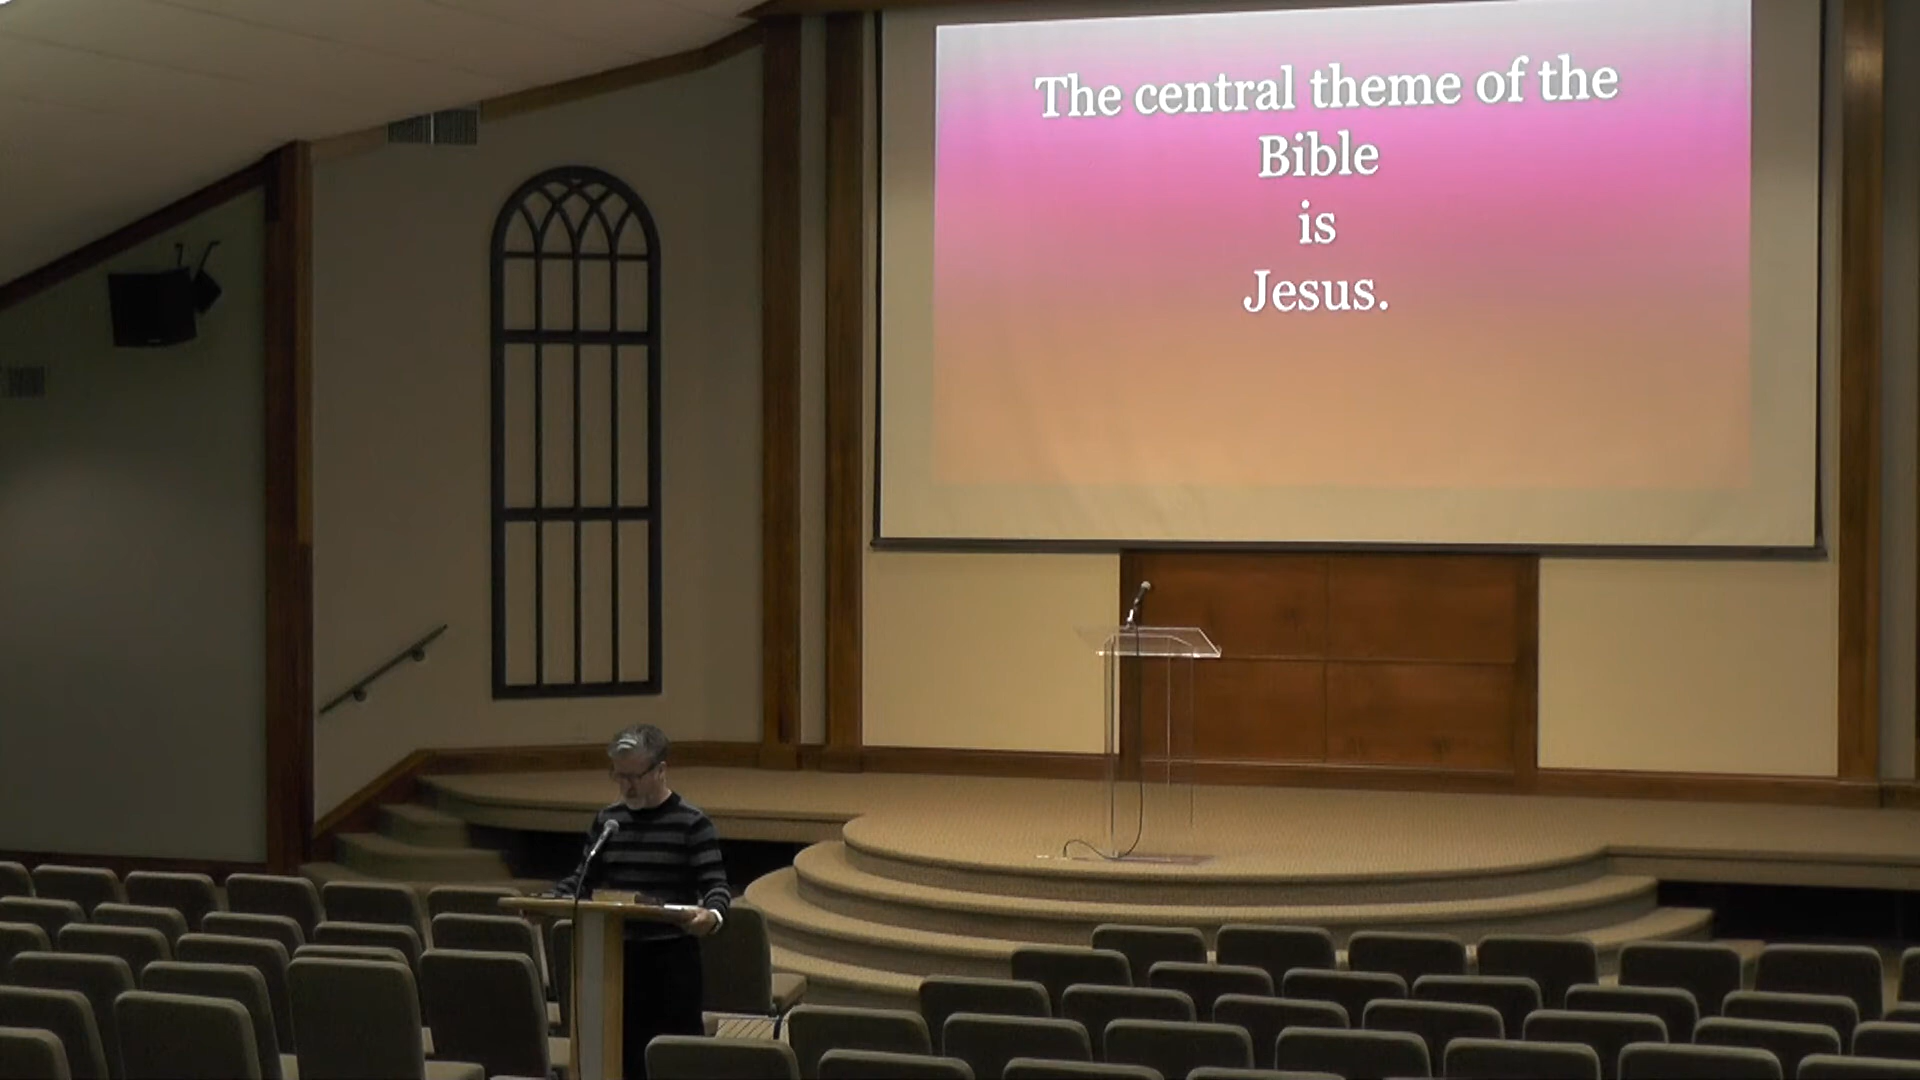 The central theme of the
Bible
is
Jesus.